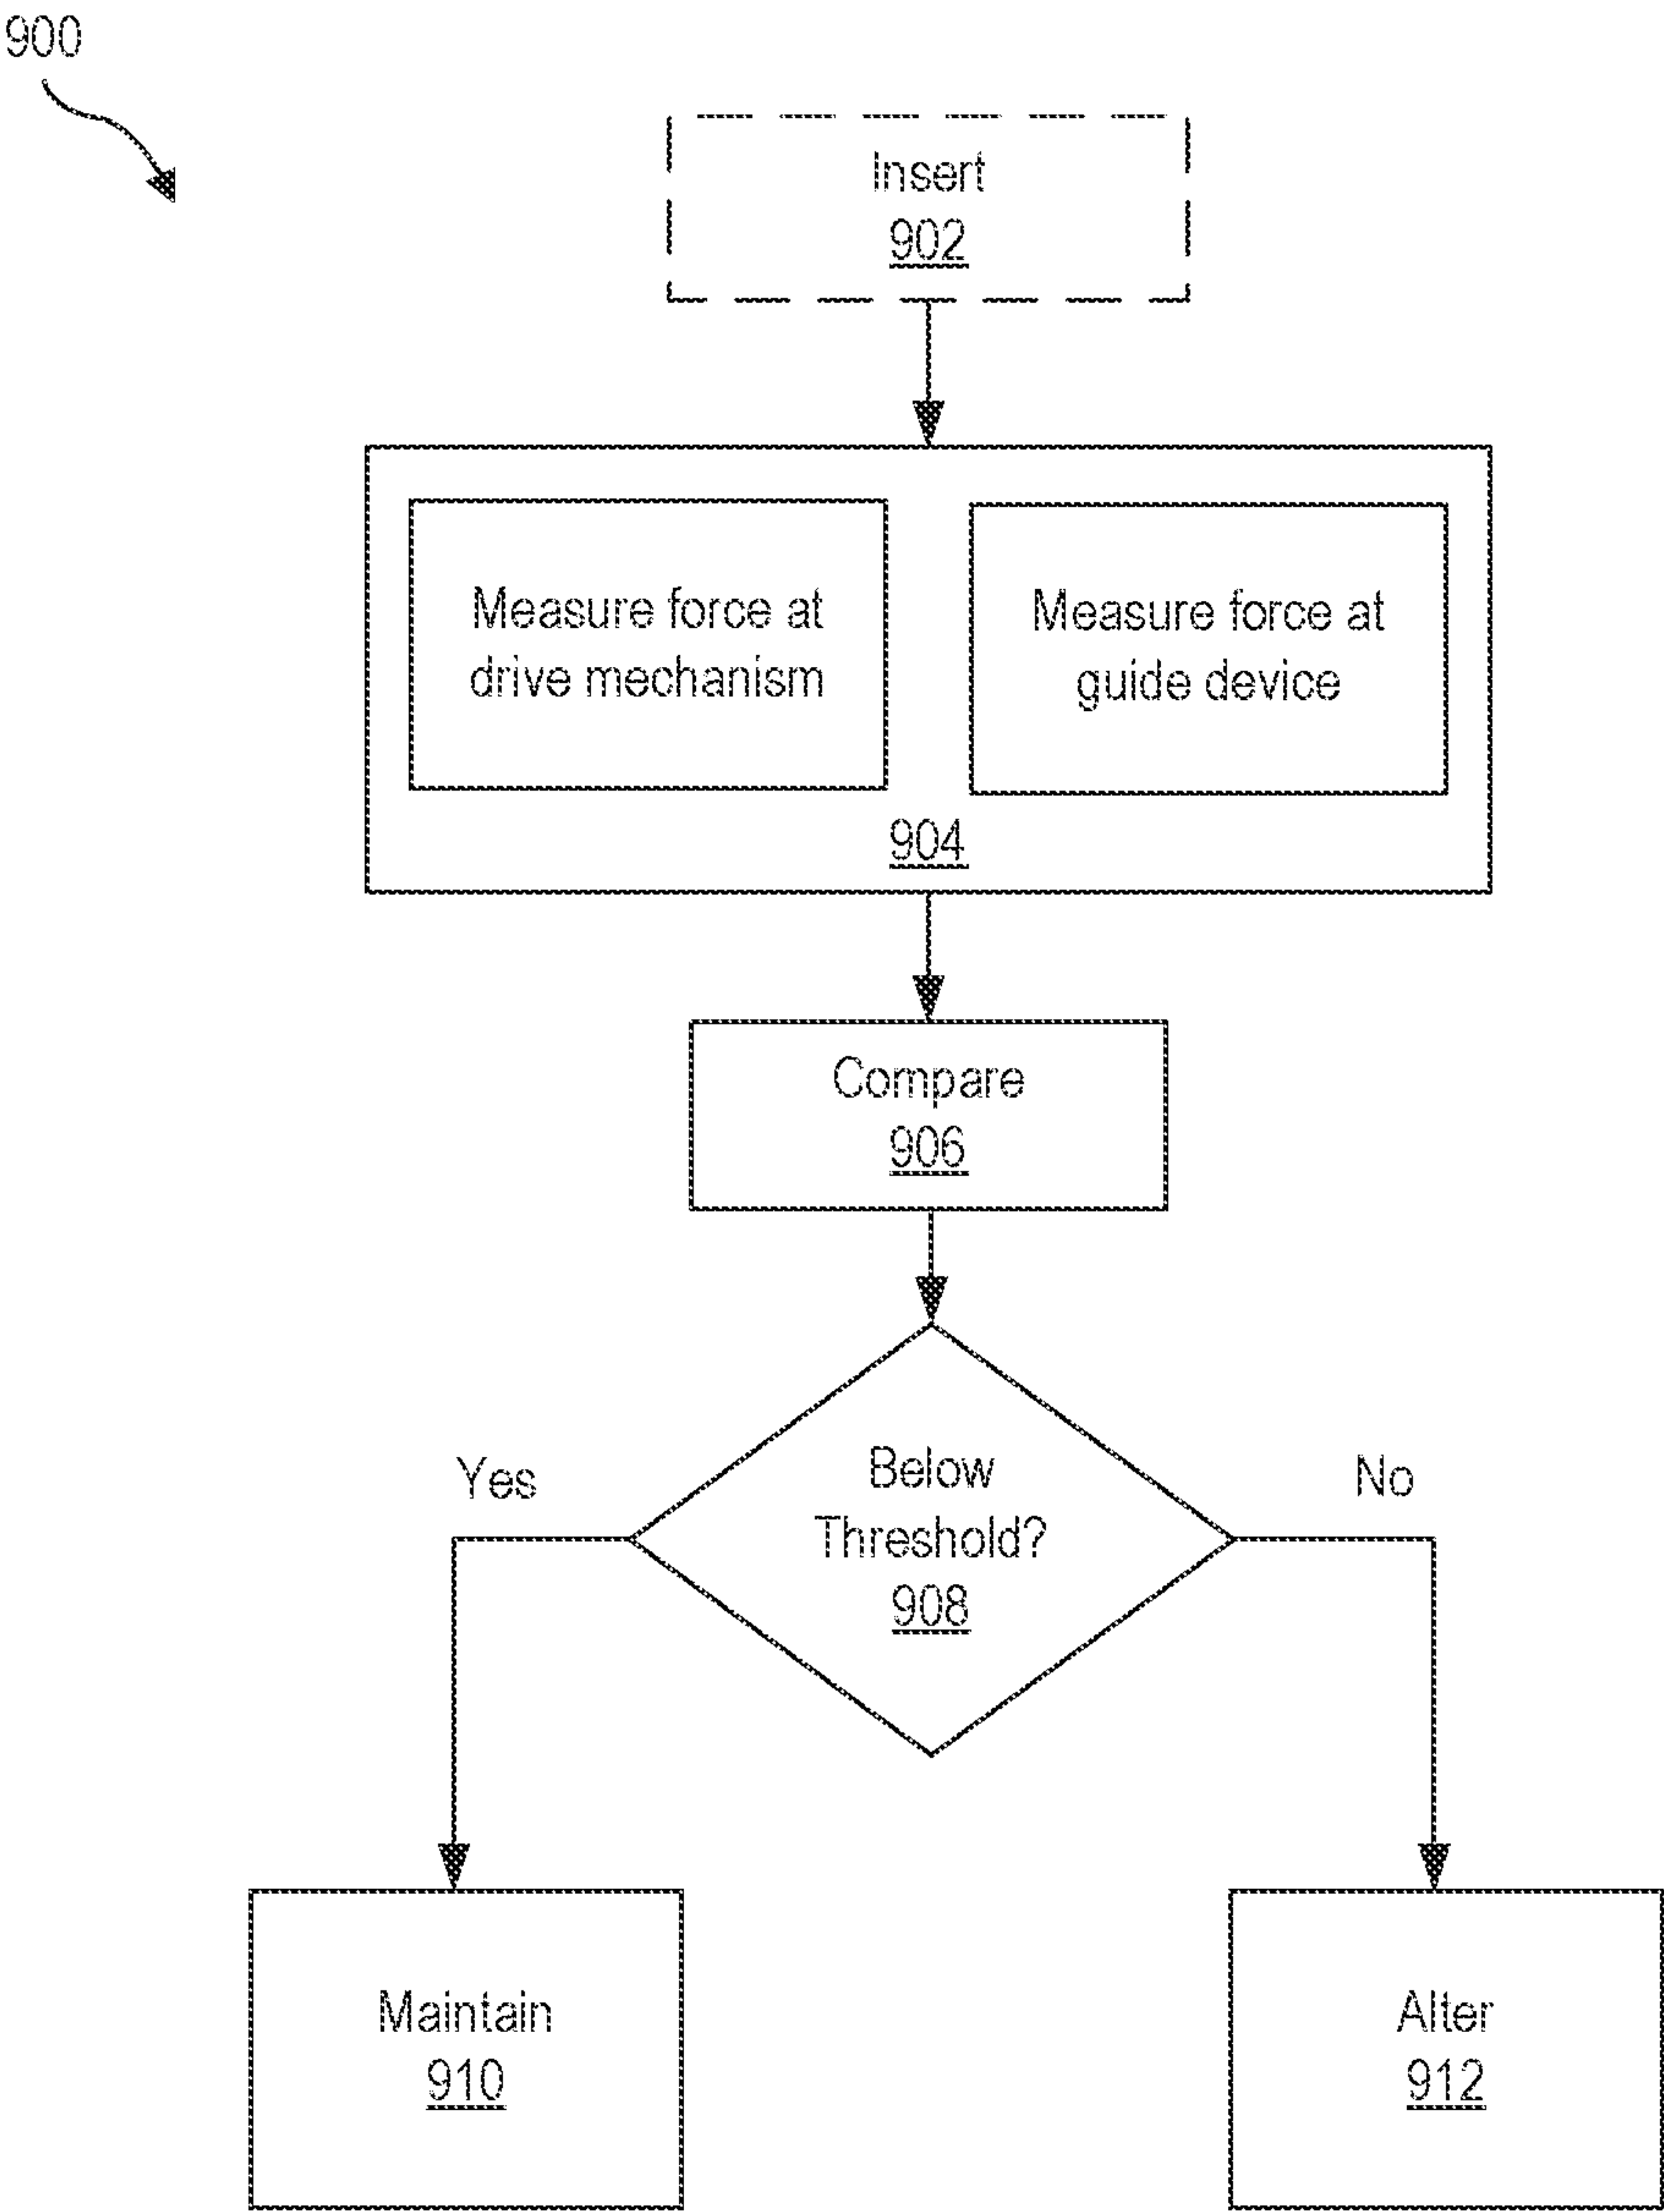 900
Insert
902
Measure force at
drive mechanism
Measure force at
guide device
904
Compare
906
Below
Threshold?
908
Yes
No
Maintain
910
Alter
912